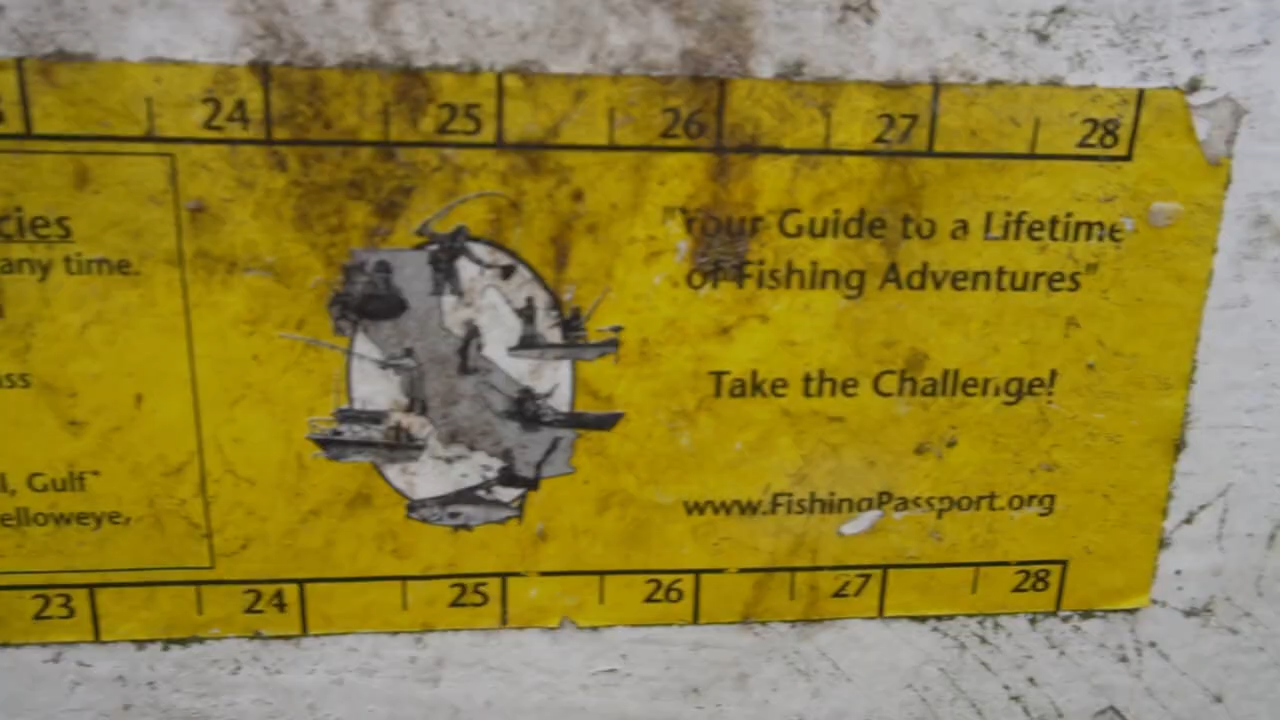 24 25 26 27 28
cies
any time.
ss
l, Gulf
elloweye,
"Your Guide to a Lifetime
of Fishing Adventures"
Take the Challenge!
www.FishingPassport.org
23 24 25 26 27 28